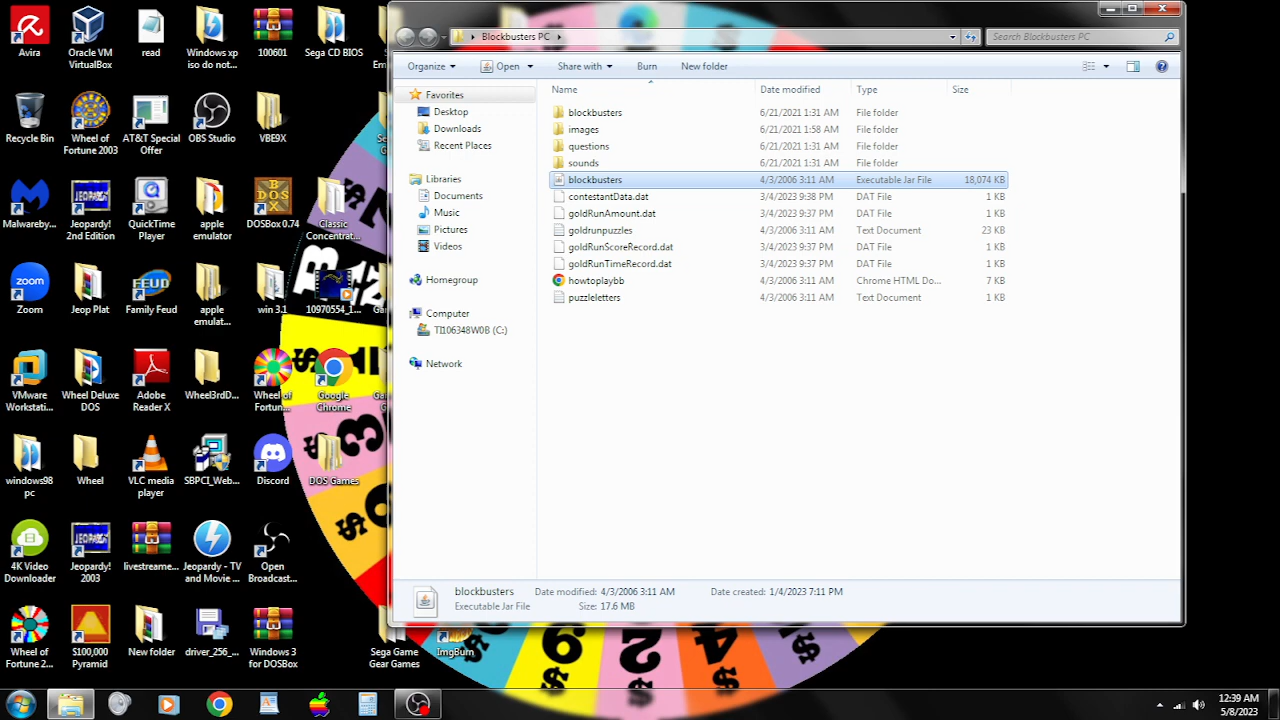 Avira
Oracle VM
VirtualBox
read
Windows xp
iso do not...
100601
Sega CD BIOS
Recycle Bin
Wheel of
Fortune 2003
AT&T Special
Offer
OBS Studio
VBE9X
Malwareby...
Jeopardy!
2nd Edition
QuickTime
Player
apple
emulator
DOSBox 0.74
Classic
Concentrat...
Zoom
Jeop Plat
Family Feud
apple
emulat...
win 3.1
10970554_1...
VMware
Workstati...
Wheel Deluxe
DOS
Adobe
Reader X
Wheel3rdD...
Wheel of
Fortun...
Google
Chrome
windows98
pc
Wheel
VLC media
player
SBPCI_Web...
Discord
DOS Games
4K Video
Downloader
Jeopardy!
2003
livestreame...
Jeopardy - TV
and Movie ...
Open
Broadcast...
Wheel of
Fortune 2...
$100,000
Pyramid
New folder
driver_256_...
Windows 3
for DOSBox
Sega Game
Gear Games
ImgBurn
Blockbusters PC
Search Blockbusters PC
Organize
Open
Share with
Burn
New folder
Favorites
Desktop
Downloads
Recent Places
Libraries
Documents
Music
Pictures
Videos
Homegroup
Computer
TI106348W0B (C:)
Network
Name Date modified Type Size
blockbusters 6/21/2021 1:31 AM File folder
images 6/21/2021 1:58 AM File folder
questions 6/21/2021 1:31 AM File folder
sounds 6/21/2021 1:31 AM File folder
blockbusters 4/3/2006 3:11 AM Executable Jar File 18,074 KB
contestantData.dat 3/4/2023 9:38 PM DAT File 1 KB
goldRunAmount.dat 3/4/2023 9:37 PM DAT File 1 KB
goldrunpuzzles 4/3/2006 3:11 AM Text Document 23 KB
goldRunScoreRecord.dat 3/4/2023 9:37 PM DAT File 1 KB
goldRunTimeRecord.dat 3/4/2023 9:37 PM DAT File 1 KB
howtoplaybb 4/3/2006 3:11 AM Chrome HTML Do... 7 KB
puzzleletters 4/3/2006 3:11 AM Text Document 1 KB
blockbusters Date modified: 4/3/2006 3:11 AM Date created: 1/4/2023 7:11 PM
Executable Jar File Size: 17.6 MB
12:39 AM
5/8/2023